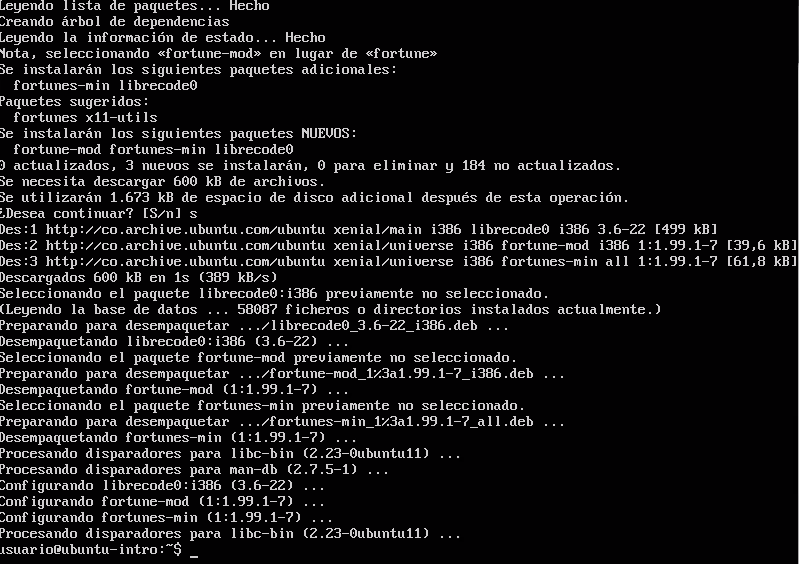 Leyendo lista de paquetes... Hecho
Creando árbol de dependencias
Leyendo la información de estado... Hecho
Nota, seleccionando «fortune-mod» en lugar de «fortune»
Se instalarán los siguientes paquetes adicionales:
  fortunes-min librecode0
Paquetes sugeridos:
  fortunes x11-utils
Se instalarán los siguientes paquetes NUEVOS:
  fortune-mod fortunes-min librecode0
0 actualizados, 3 nuevos se instalarán, 0 para eliminar y 184 no actualizados.
Se necesita descargar 600 kB de archivos.
Se utilizarán 1.673 kB de espacio de disco adicional después de esta operación.
¿Desea continuar? [S/n] s
Des:1 http://co.archive.ubuntu.com/ubuntu xenial/main i386 librecode0 i386 3.6-22 [499 kB]
Des:2 http://co.archive.ubuntu.com/ubuntu xenial/universe i386 fortune-mod i386 1:1.99.1-7 [39,6 kB]
Des:3 http://co.archive.ubuntu.com/ubuntu xenial/universe i386 fortunes-min all 1:1.99.1-7 [61,8 kB]
Descargados 600 kB en 1s (389 kB/s)
Seleccionando el paquete librecode0:i386 previamente no seleccionado.
(Leyendo la base de datos ... 58087 ficheros o directorios instalados actualmente.)
Preparando para desempaquetar .../librecode0_3.6-22_i386.deb ...
Desempaquetando librecode0:i386 (3.6-22) ...
Seleccionando el paquete fortune-mod previamente no seleccionado.
Preparando para desempaquetar .../fortune-mod_1%3a1.99.1-7_i386.deb ...
Desempaquetando fortune-mod (1:1.99.1-7) ...
Seleccionando el paquete fortunes-min previamente no seleccionado.
Preparando para desempaquetar .../fortunes-min_1%3a1.99.1-7_all.deb ...
Desempaquetando fortunes-min (1:1.99.1-7) ...
Procesando disparadores para libc-bin (2.23-0ubuntu11) ...
Procesando disparadores para man-db (2.7.5-1) ...
Configurando librecode0:i386 (3.6-22) ...
Configurando fortune-mod (1:1.99.1-7) ...
Configurando fortunes-min (1:1.99.1-7) ...
Procesando disparadores para libc-bin (2.23-0ubuntu11) ...
usuario@ubuntu-intro:~$ _